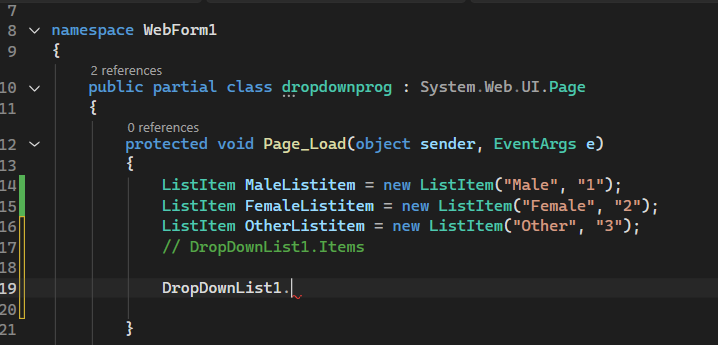 7
8 namespace WebForm1
9 {
2 references
10 public partial class dropdownprog : System.Web.UI.Page
11 {
0 references
12 protected void Page_Load(object sender, EventArgs e)
13 {
14 ListItem MaleListitem = new ListItem("Male", "1");
15 ListItem FemaleListitem = new ListItem("Female", "2");
16 ListItem OtherListitem = new ListItem("Other", "3");
17 // DropDownList1.Items
18
19 DropDownList1.
20
21 }